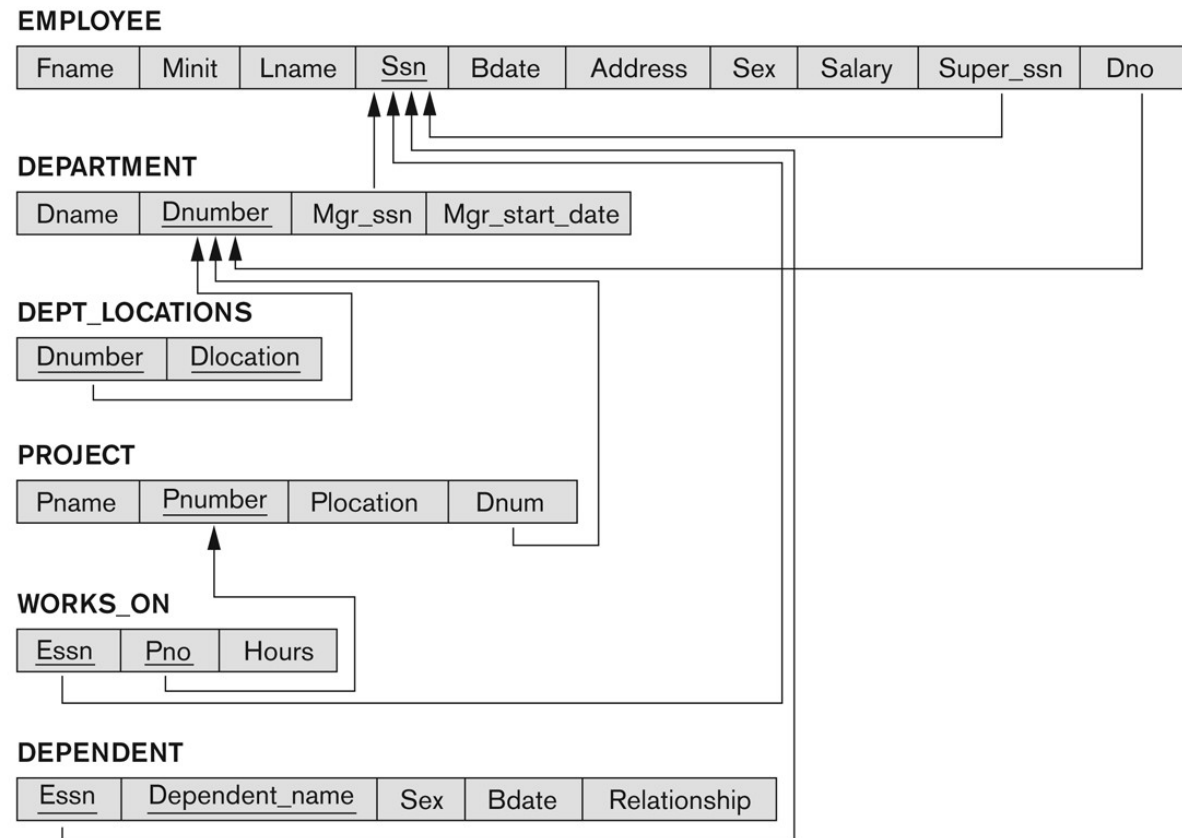 EMPLOYEE
Fname Minit Lname Ssn Bdate Address Sex Salary Super_ssn Dno
DEPARTMENT
Dname Dnumber Mgr_ssn Mgr_start_date
DEPT_LOCATIONS
Dnumber Dlocation
PROJECT
Pname Pnumber Plocation Dnum
WORKS_ON
Essn Pno Hours
DEPENDENT
Essn Dependent_name Sex Bdate Relationship